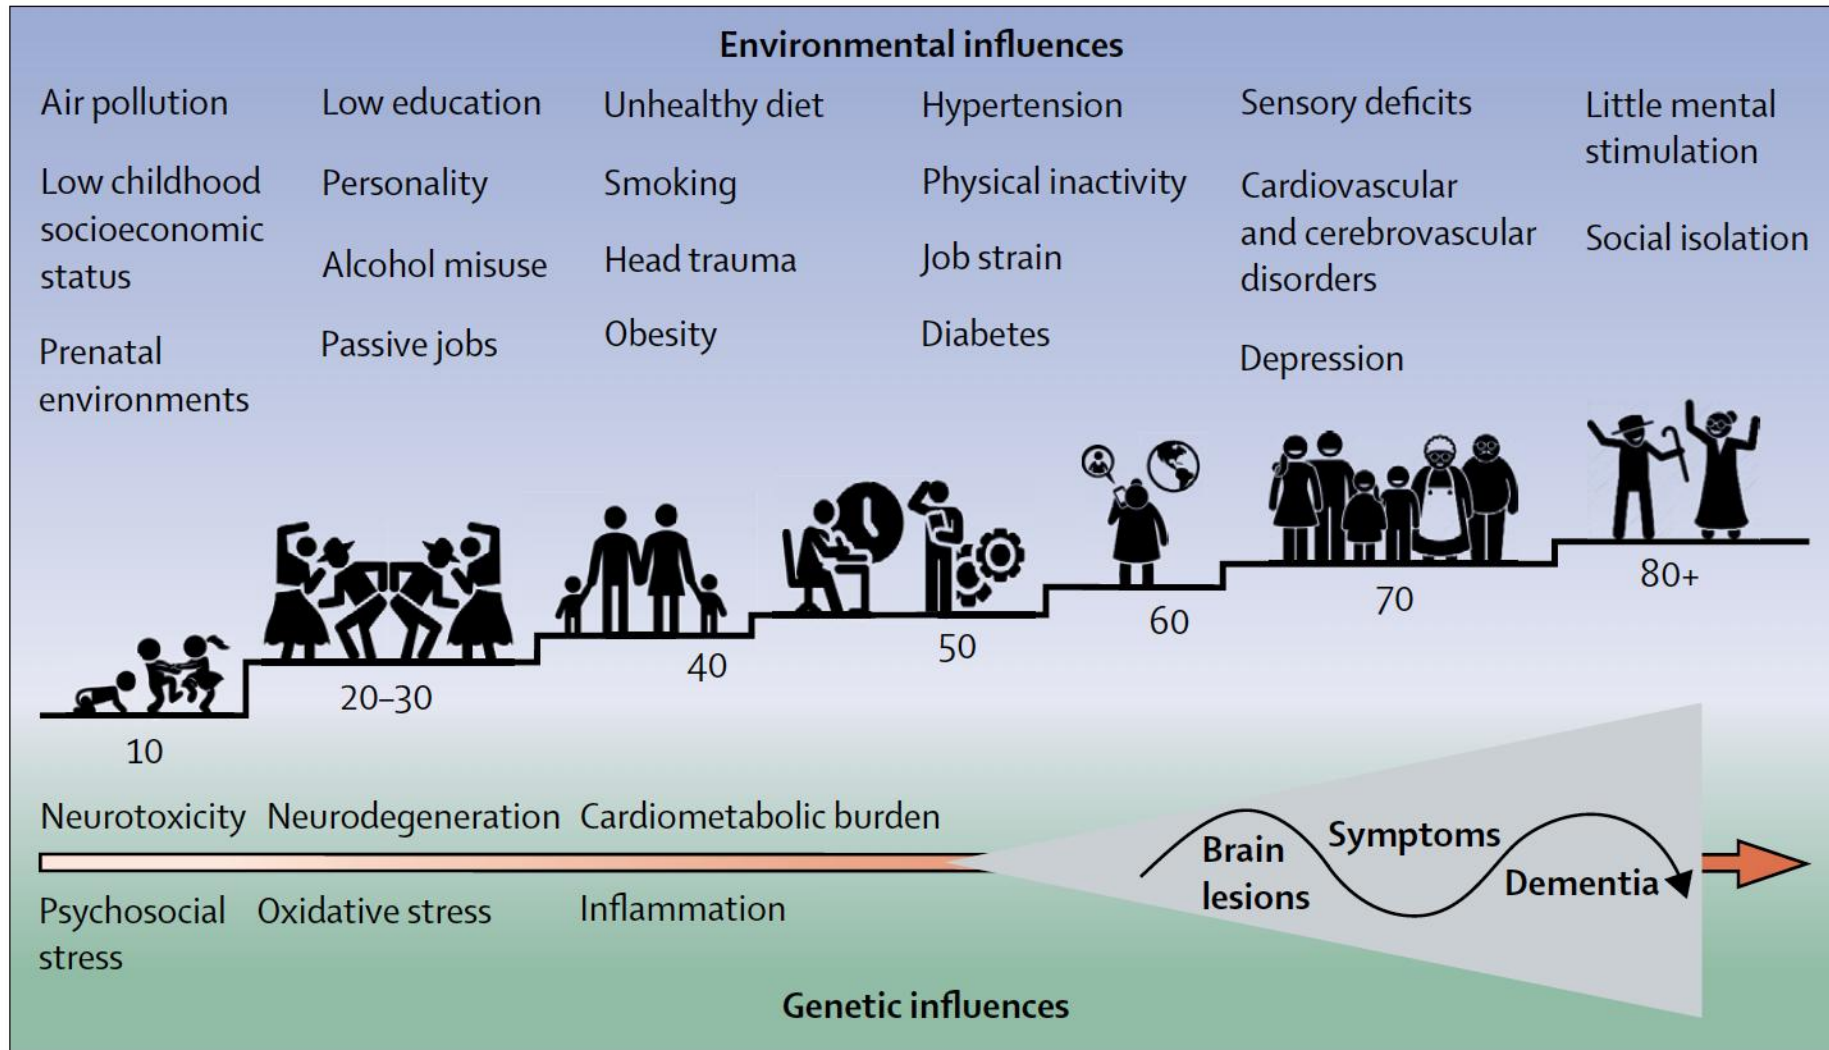 Environmental influences
Air pollution
Low childhood
socioeconomic
status
Prenatal
environments
Low education
Personality
Alcohol misuse
Passive jobs
Unhealthy diet
Smoking
Head trauma
Obesity
Hypertension
Physical inactivity
Job strain
Diabetes
Sensory deficits
Cardiovascular
and cerebrovascular
disorders
Depression
Little mental
stimulation
Social isolation
10
20–30
40
50
60
70
80+
Neurotoxicity
Neurodegeneration
Cardiometabolic burden
Psychosocial
stress
Oxidative stress
Inflammation
Brain
lesions
Symptoms
Dementia
Genetic influences